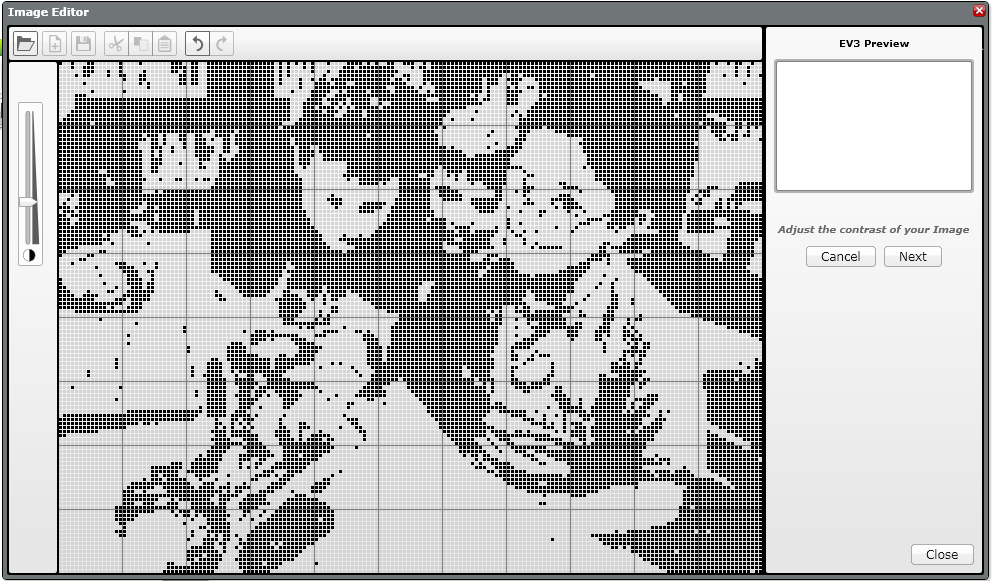 Image Editor
EV3 Preview
Adjust the contrast of your Image
Cancel
Next
Close